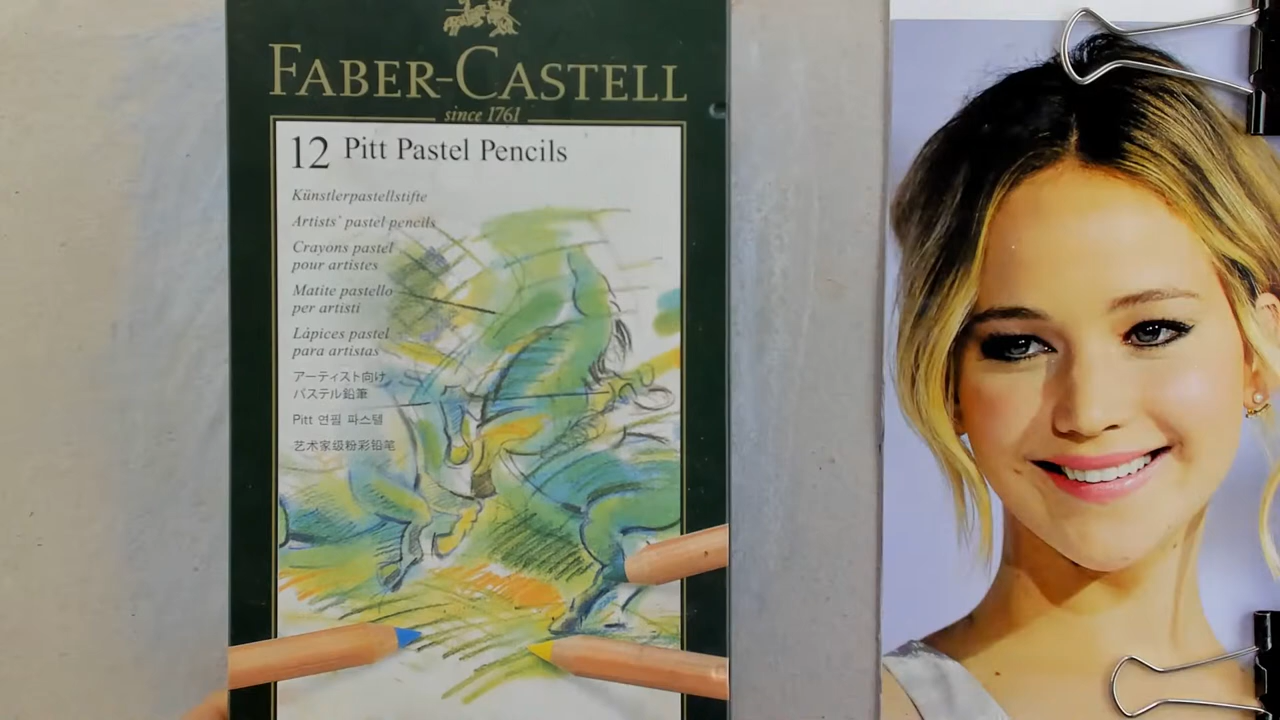 FABER-CASTELL
since 1761
12 Pitt Pastel Pencils
Künstlerpastellstifte
Artists' pastel pencils
Crayons pastel
pour artistes
Matite pastello
per artisti
Lápices pastel
para artistas
アーティスト向け
パステル鉛筆
Pitt 연필 파스텔
艺术家级粉彩铅笔